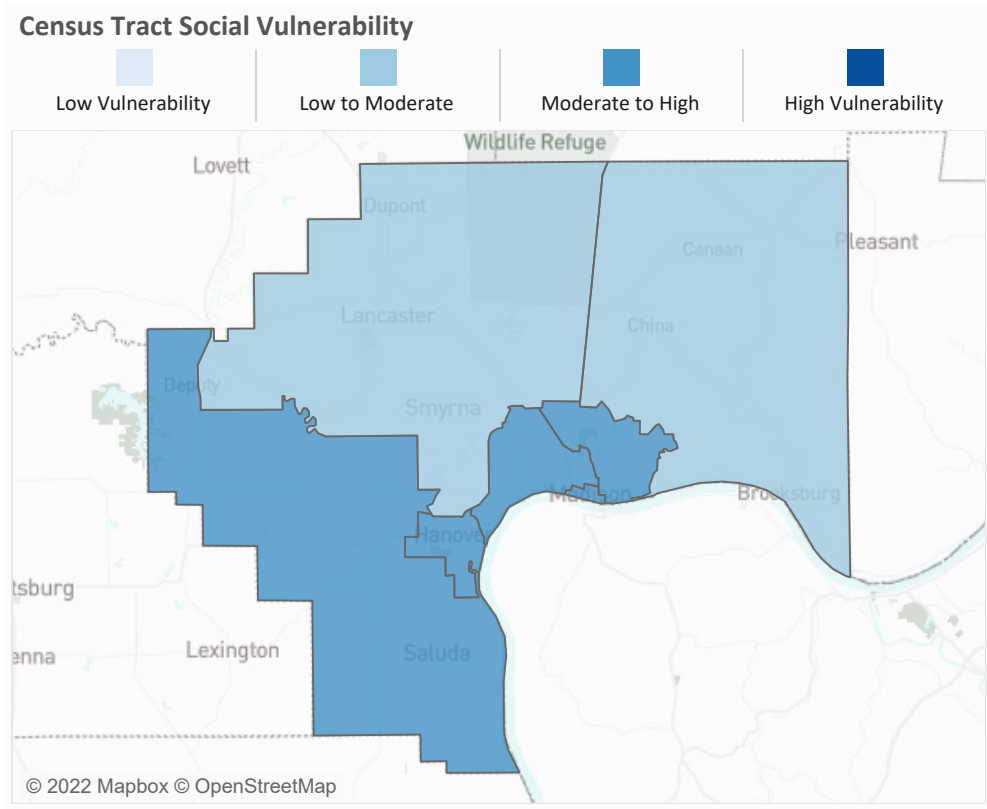 Census Tract Social Vulnerability
Low Vulnerability
Low to Moderate
Moderate to High
High Vulnerability
Wildlife Refuge
Lovett
Dupont
Pleasant
Canaan
Lancaster
China
Deputy
Smyrna
Madison
Brooksburg
Hanover
tsburg
Lexington
enna
Saluda
© 2022 Mapbox © OpenStreetMap